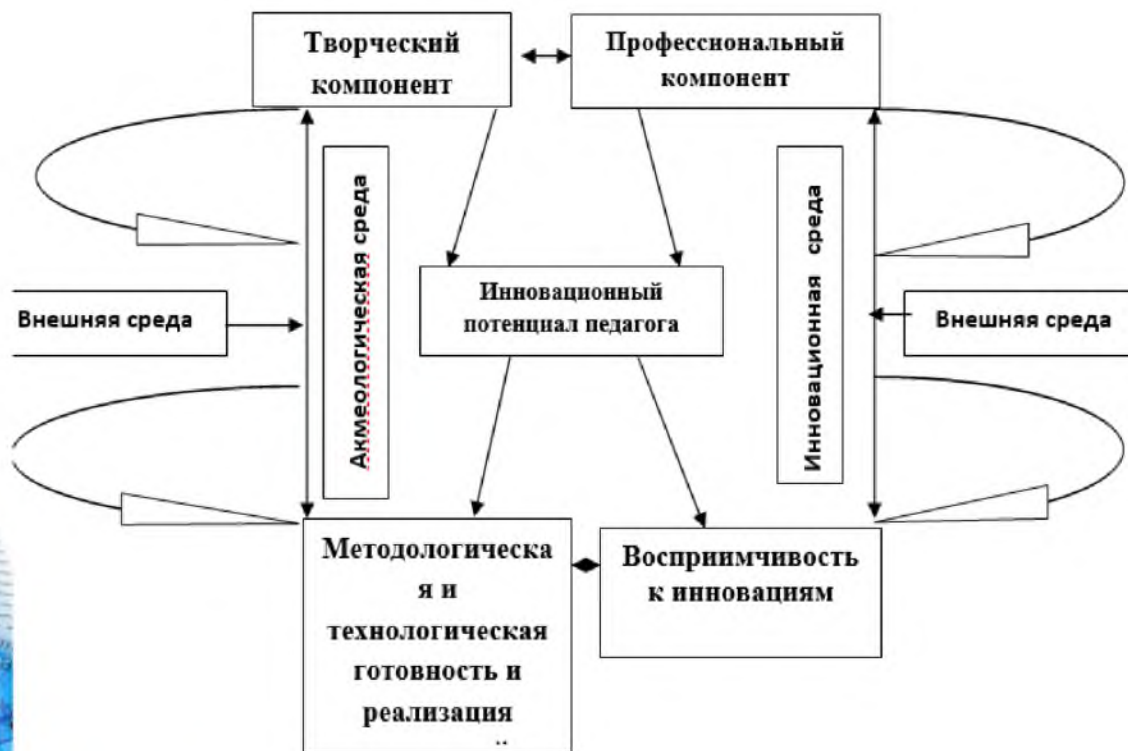 Творческий
компонент
Профессиональный
компонент
Акмеологическая среда
Инновационная среда
Внешняя среда
Инновационный
потенциал педагога
Внешняя среда
Методологическа
я и
технологическая
готовность и
реализация
Восприимчивость
к инновациям